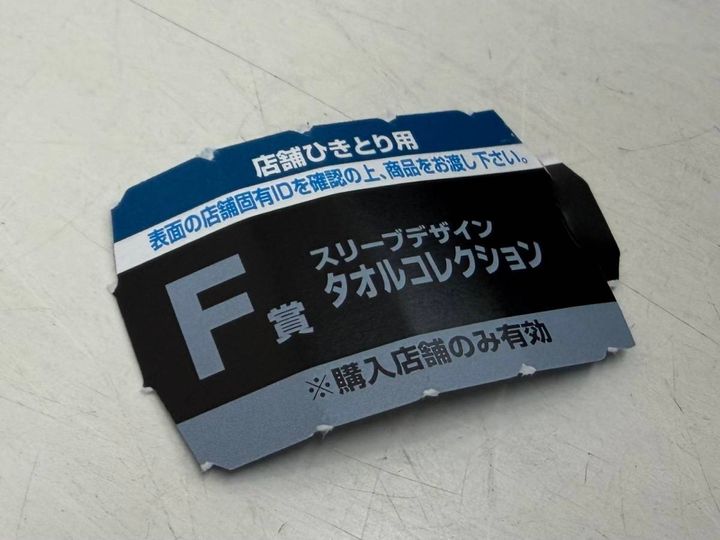 店舗ひきとり用
表面の店舗固有IDを確認の上、商品をお渡し下さい。
F賞
スリーブデザイン
タオルコレクション
※購入店舗のみ有効